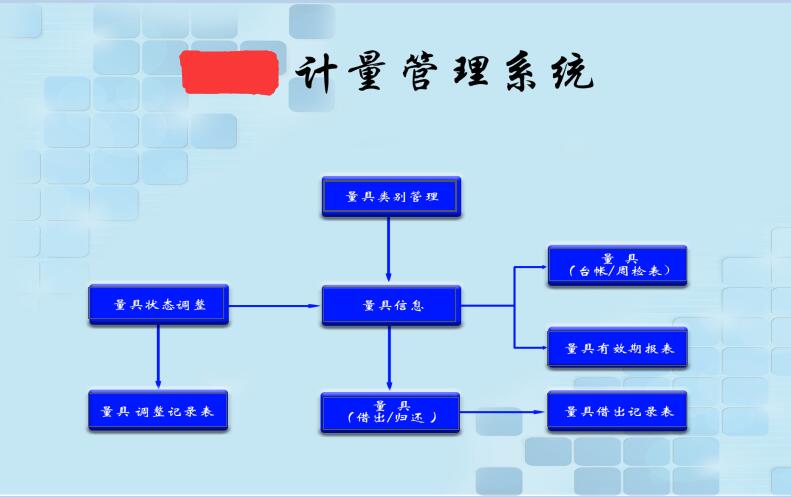 计量管理系统
量具类别管理
量具
（台帐/周检表）
量具状态调整
量具信息
量具有效期报表
量具调整记录表
量具
（借出/归还）
量具借出记录表